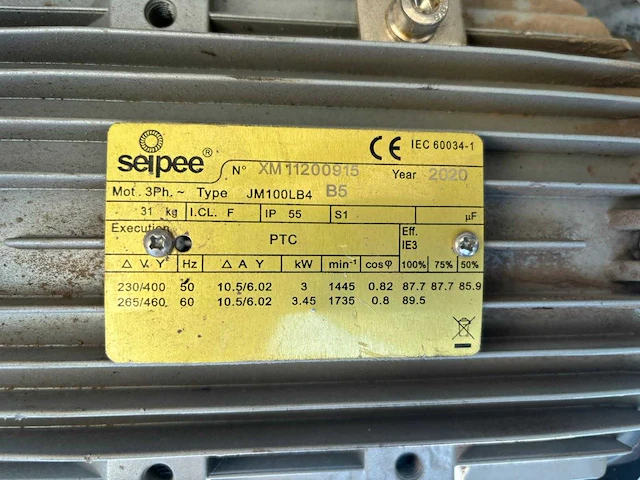 seipee® N° XM11200915 Year 2020 CE IEC 60034-1
Mot. 3Ph. ~ Type JM100LB4 B5
31 kg I.CL. F IP 55 S1 µF
Execution PTC Eff. IE3
Δ V Y Hz Δ A Y kW min⁻¹ cosφ 100% 75% 50%
230/400 50 10.5/6.02 3 1445 0.82 87.7 87.7 85.9
265/460 60 10.5/6.02 3.45 1735 0.8 89.5